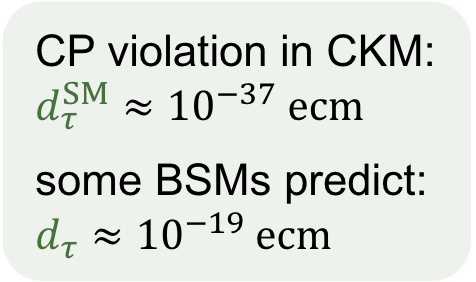 CP violation in CKM:
d_τ^SM ≈ 10^−37 ecm
some BSMs predict:
d_τ ≈ 10^−19 ecm